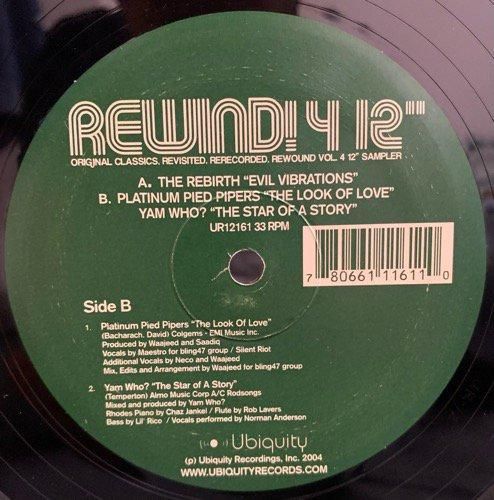 REWIND! 4 12"
ORIGINAL CLASSICS. REVISITED. RERECORDED. REWOUND VOL. 4 12" SAMPLER
A. THE REBIRTH "EVIL VIBRATIONS"
B. PLATINUM PIED PIPERS "THE LOOK OF LOVE"
YAM WHO? "THE STAR OF A STORY"
UR12161 33 RPM
7 80661 11611 0
Side B
1. Platinum Pied Pipers "The Look Of Love"
(Bacharach, David) Colgems - EMI Music Inc.
Produced by Waajeed and Saadiq
Vocals by Maestro for bling47 group / Silent Riot
Additional Vocals by Neco and Waajeed
Mix, Edits and Arrangement by Waajeed for bling47 group
2. Yam Who? "The Star of A Story"
(Temperton) Almo Music Corp A/C Rodsongs
Mixed and produced by Yam Who?
Rhodes Piano by Chaz Jankel / Flute by Rob Lavers
Bass by Lil' Rico / Vocals performed by Norman Anderson
Ubiquity
(p) Ubiquity Recordings, Inc. 2004
WWW.UBIQUITYRECORDS.COM